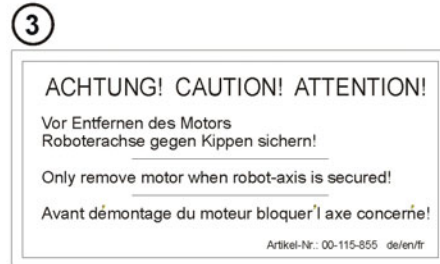 3
ACHTUNG! CAUTION! ATTENTION!
Vor Entfernen des Motors
Roboterachse gegen Kippen sichern!
Only remove motor when robot-axis is secured!
Avant démontage du moteur bloquer'l axe concerńe!
Artikel-Nr.: 00-115-855 de/en/fr